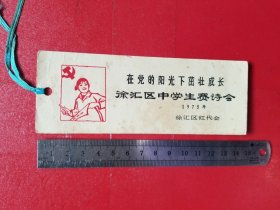 在党的阳光下茁壮成长
徐汇区中学生赛诗会
1975年
徐汇区红代会